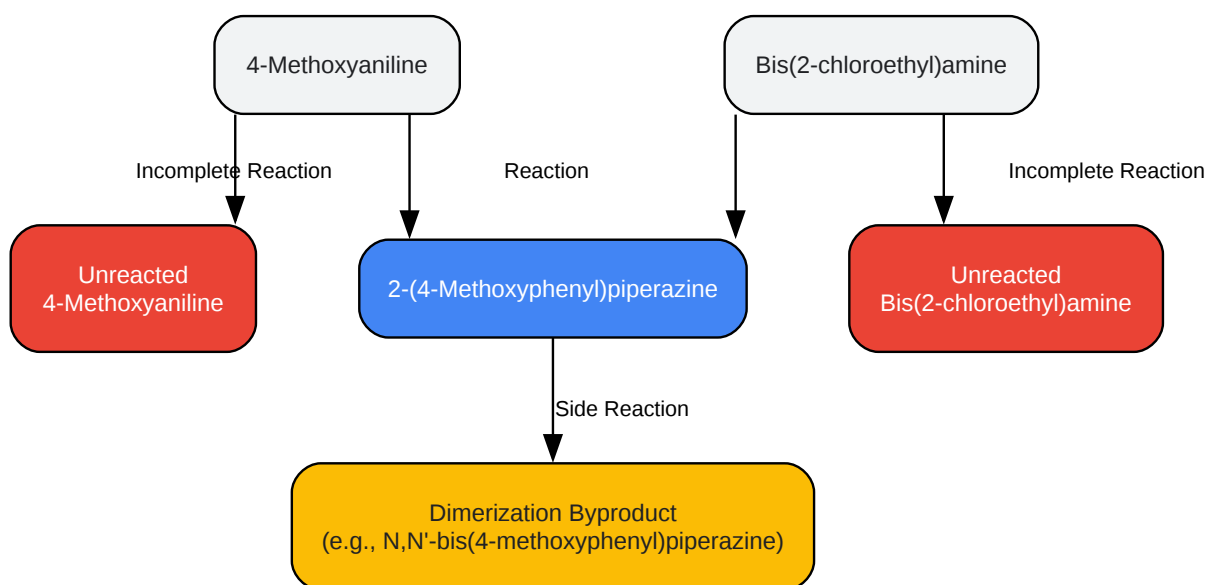 4-Methoxyaniline
Bis(2-chloroethyl)amine
Incomplete Reaction
Reaction
Incomplete Reaction
Unreacted
4-Methoxyaniline
2-(4-Methoxyphenyl)piperazine
Unreacted
Bis(2-chloroethyl)amine
Side Reaction
Dimerization Byproduct
(e.g., N,N'-bis(4-methoxyphenyl)piperazine)